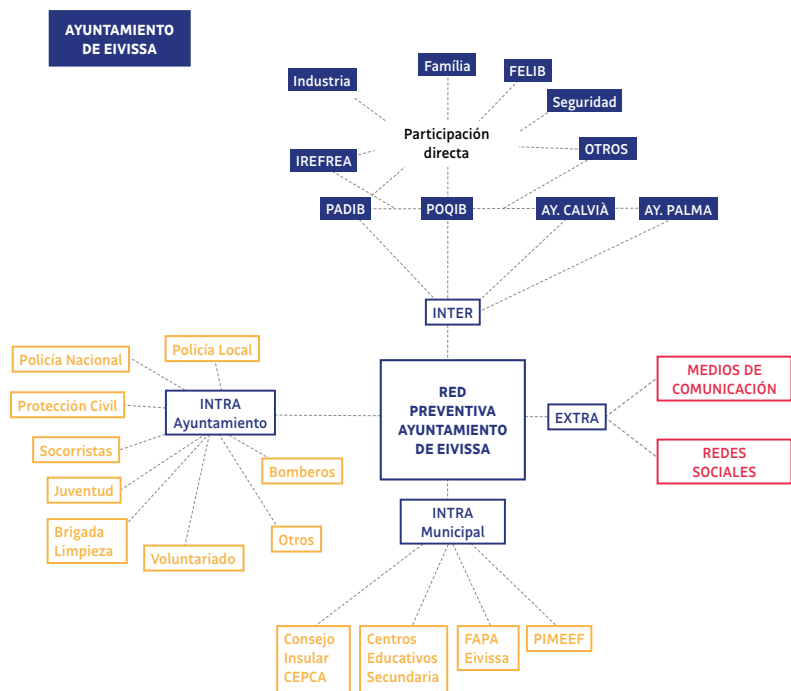 AYUNTAMIENTO
DE EIVISSA
Família
FELIB
Industria
Seguridad
Participación
directa
OTROS
IREFREA
PADIB
POQIB
AY. CALVIÀ
AY. PALMA
INTER
Policía Local
Policía Nacional
INTRA
Ayuntamiento
Protección Civil
Socorristas
Bomberos
Juventud
Brigada
Limpieza
Otros
Voluntariado
RED
PREVENTIVA
AYUNTAMIENTO
DE EIVISSA
EXTRA
MEDIOS DE
COMUNICACIÓN
REDES
SOCIALES
INTRA
Municipal
Consejo
Insular
CEPCA
Centros
Educativos
Secundaria
FAPA
Eivissa
PIMEEF